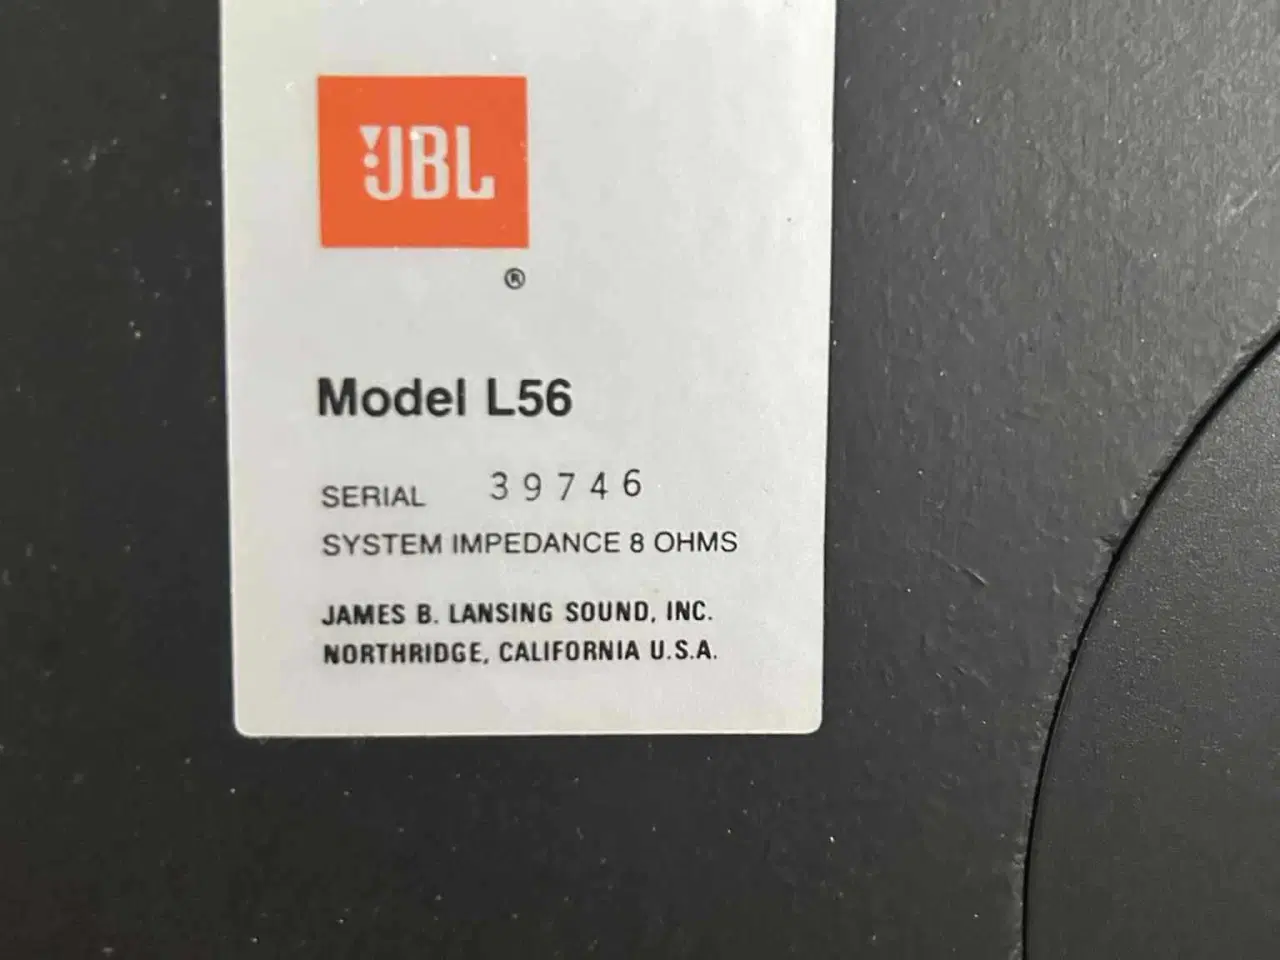 JBL
®
Model L56
SERIAL 39746
SYSTEM IMPEDANCE 8 OHMS
JAMES B. LANSING SOUND, INC.
NORTHRIDGE, CALIFORNIA U.S.A.